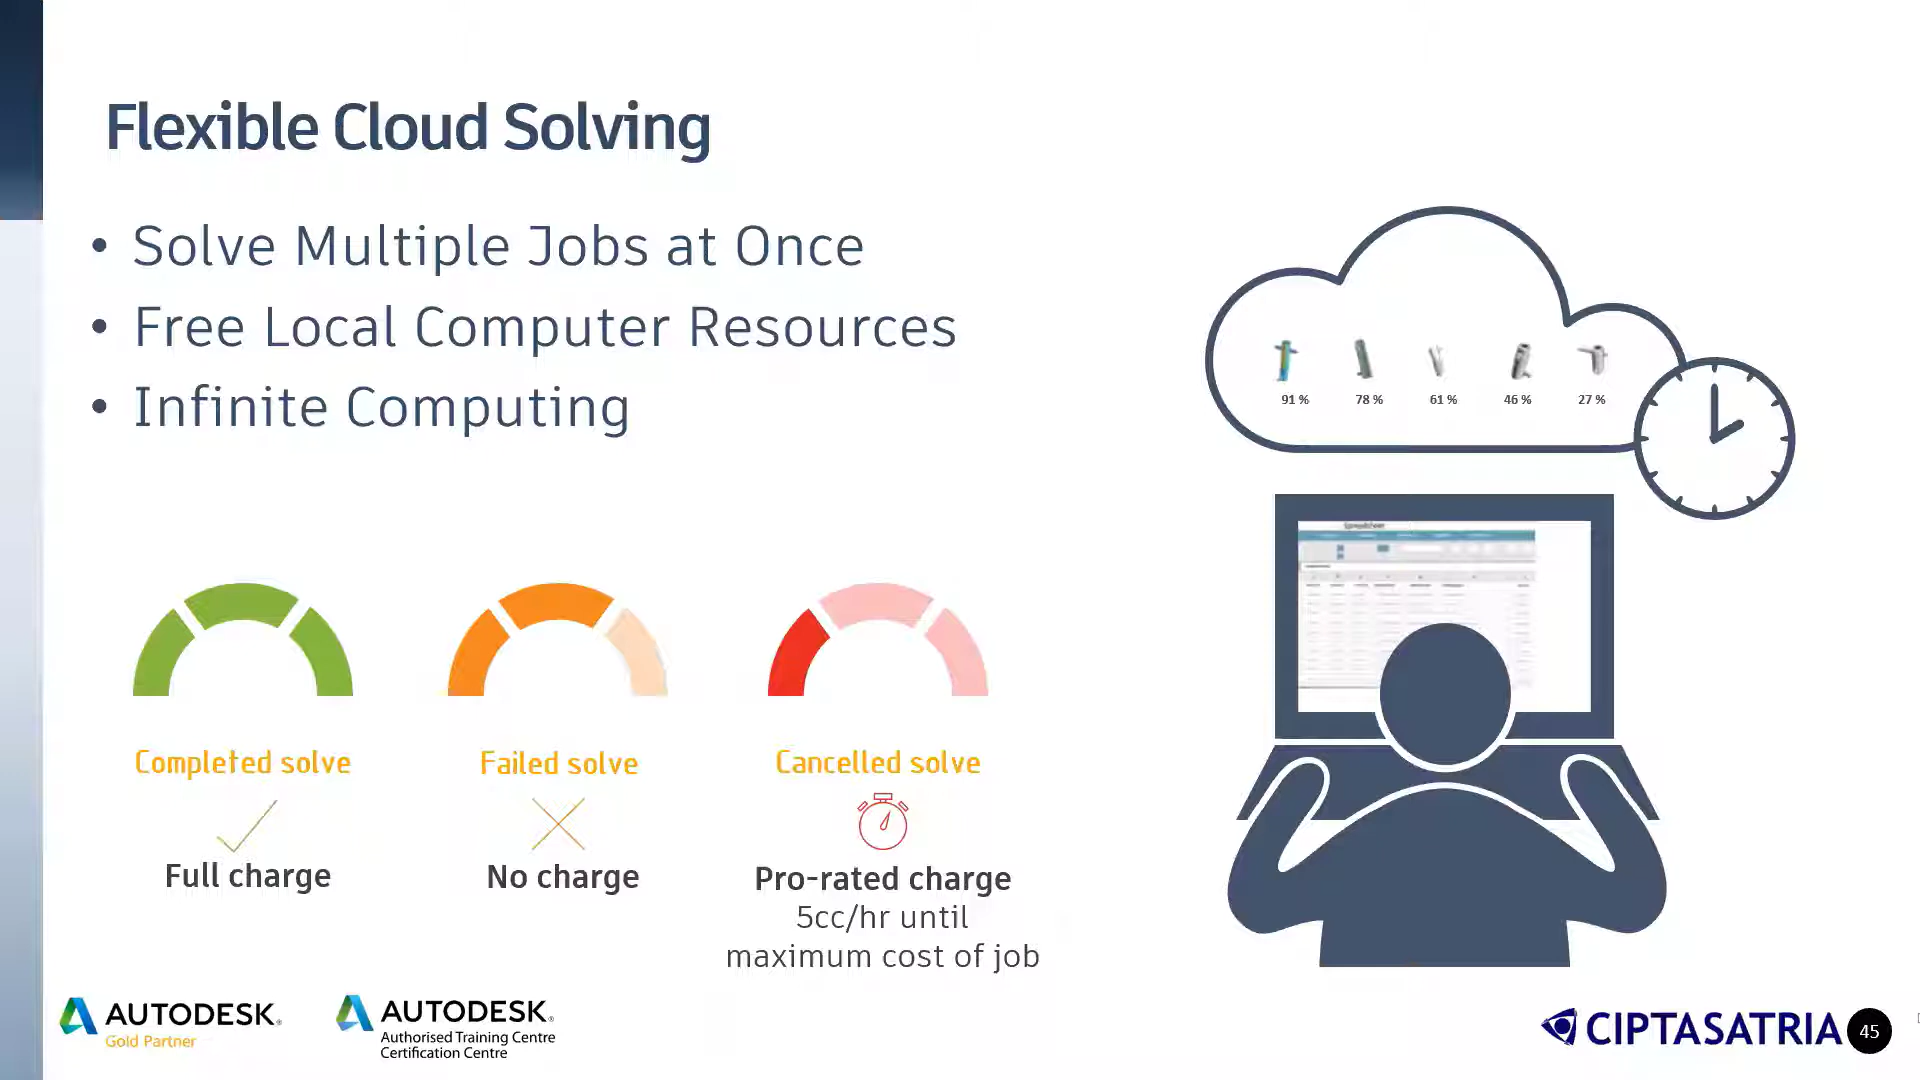 Flexible Cloud Solving
• Solve Multiple Jobs at Once
• Free Local Computer Resources
• Infinite Computing
91 %
78 %
61 %
46 %
27 %
Completed solve
Full charge
Failed solve
No charge
Cancelled solve
Pro-rated charge
5cc/hr until
maximum cost of job
AUTODESK®
Gold Partner
AUTODESK®
Authorised Training Centre
Certification Centre
CIPTASATRIA
45